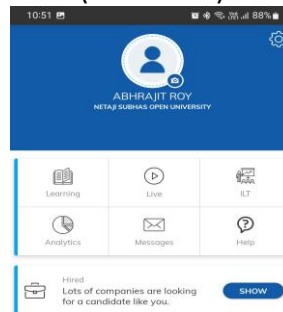 10:51
88%
ABHRAJIT ROY
NETAJI SUBHAS OPEN UNIVERSITY
Learning
Live
ILT
Analytics
Messages
Help
Hired
Lots of companies are looking
for a candidate like you.
SHOW